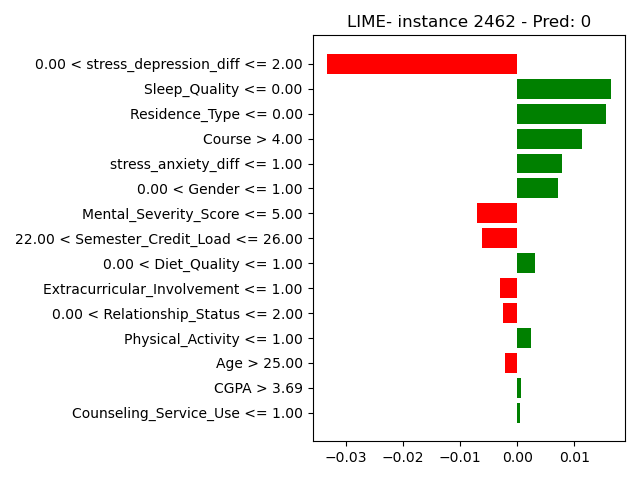 LIME- instance 2462 - Pred: 0
0.00 < stress_depression_diff <= 2.00
Sleep_Quality <= 0.00
Residence_Type <= 0.00
Course > 4.00
stress_anxiety_diff <= 1.00
0.00 < Gender <= 1.00
Mental_Severity_Score <= 5.00
22.00 < Semester_Credit_Load <= 26.00
0.00 < Diet_Quality <= 1.00
Extracurricular_Involvement <= 1.00
0.00 < Relationship_Status <= 2.00
Physical_Activity <= 1.00
Age > 25.00
CGPA > 3.69
Counseling_Service_Use <= 1.00
−0.03 −0.02 −0.01 0.00 0.01